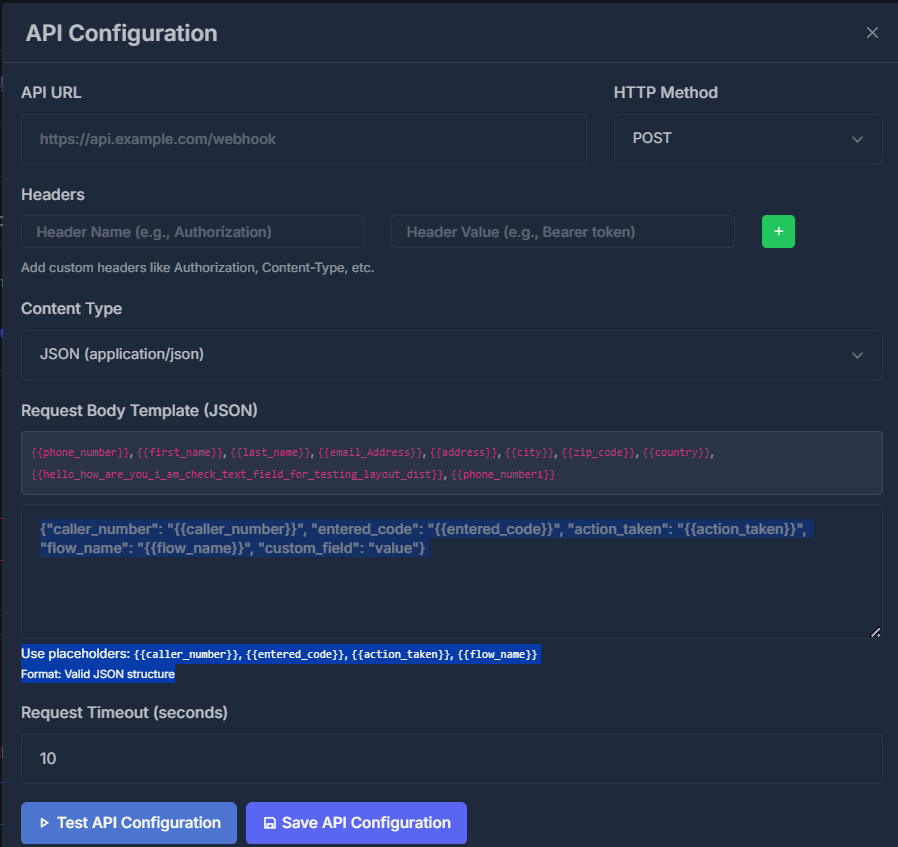 API Configuration
API URL
HTTP Method
https://api.example.com/webhook
POST
Headers
Header Name (e.g., Authorization)
Header Value (e.g., Bearer token)
+
Add custom headers like Authorization, Content-Type, etc.
Content Type
JSON (application/json)
Request Body Template (JSON)
{{phone_number}}, {{first_name}}, {{last_name}}, {{email_Address}}, {{address}}, {{city}}, {{zip_code}}, {{country}},
{{hello_how_are_you_i_am_check_text_field_for_testing_layout_dist}}, {{phone_number1}}
{"caller_number": "{{caller_number}}", "entered_code": "{{entered_code}}", "action_taken": "{{action_taken}}",
"flow_name": "{{flow_name}}", "custom_field": "value"}
Use placeholders: {{caller_number}}, {{entered_code}}, {{action_taken}}, {{flow_name}}
Format: Valid JSON structure
Request Timeout (seconds)
10
Test API Configuration
Save API Configuration